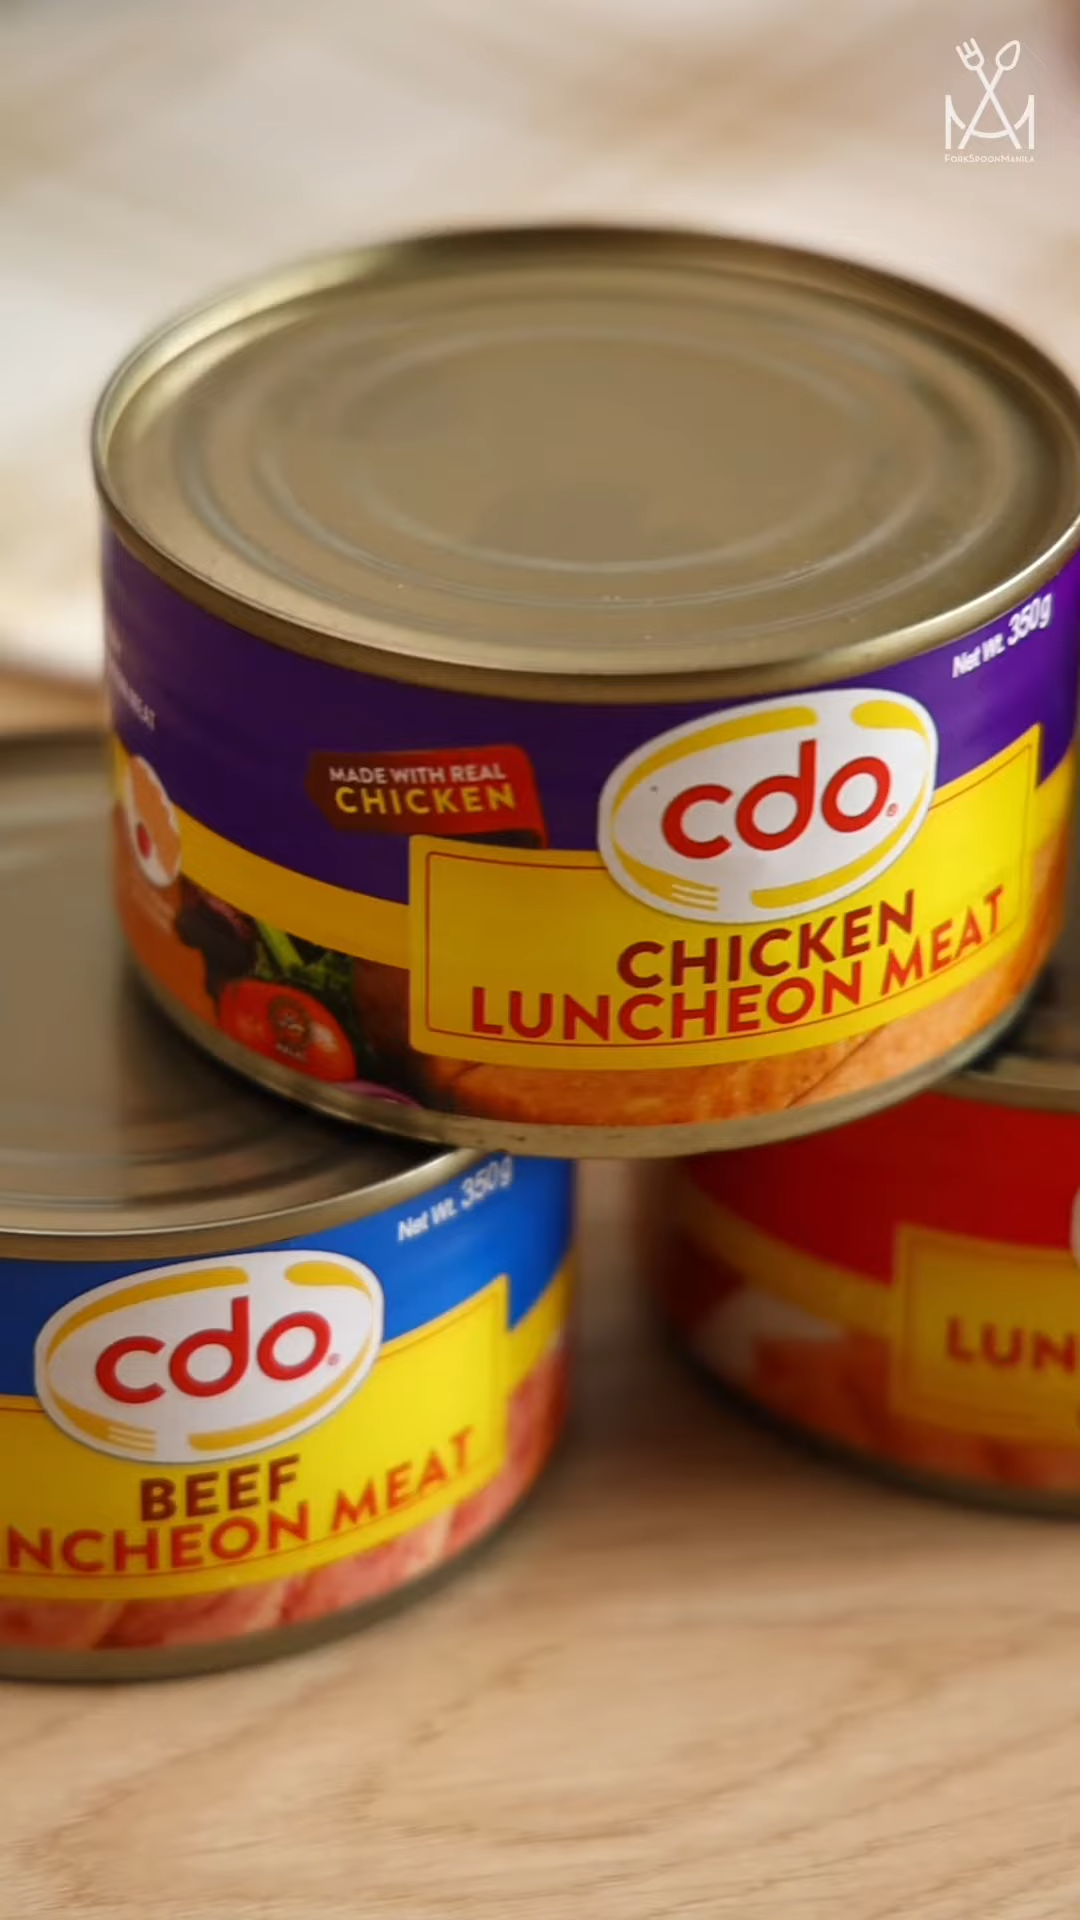 FORKSPOONMANILA
Net Wt. 350g
MADE WITH REAL
CHICKEN
cdo
CHICKEN
LUNCHEON MEAT
Net Wt. 350g
cdo
BEEF
NCHEON MEAT
LUN